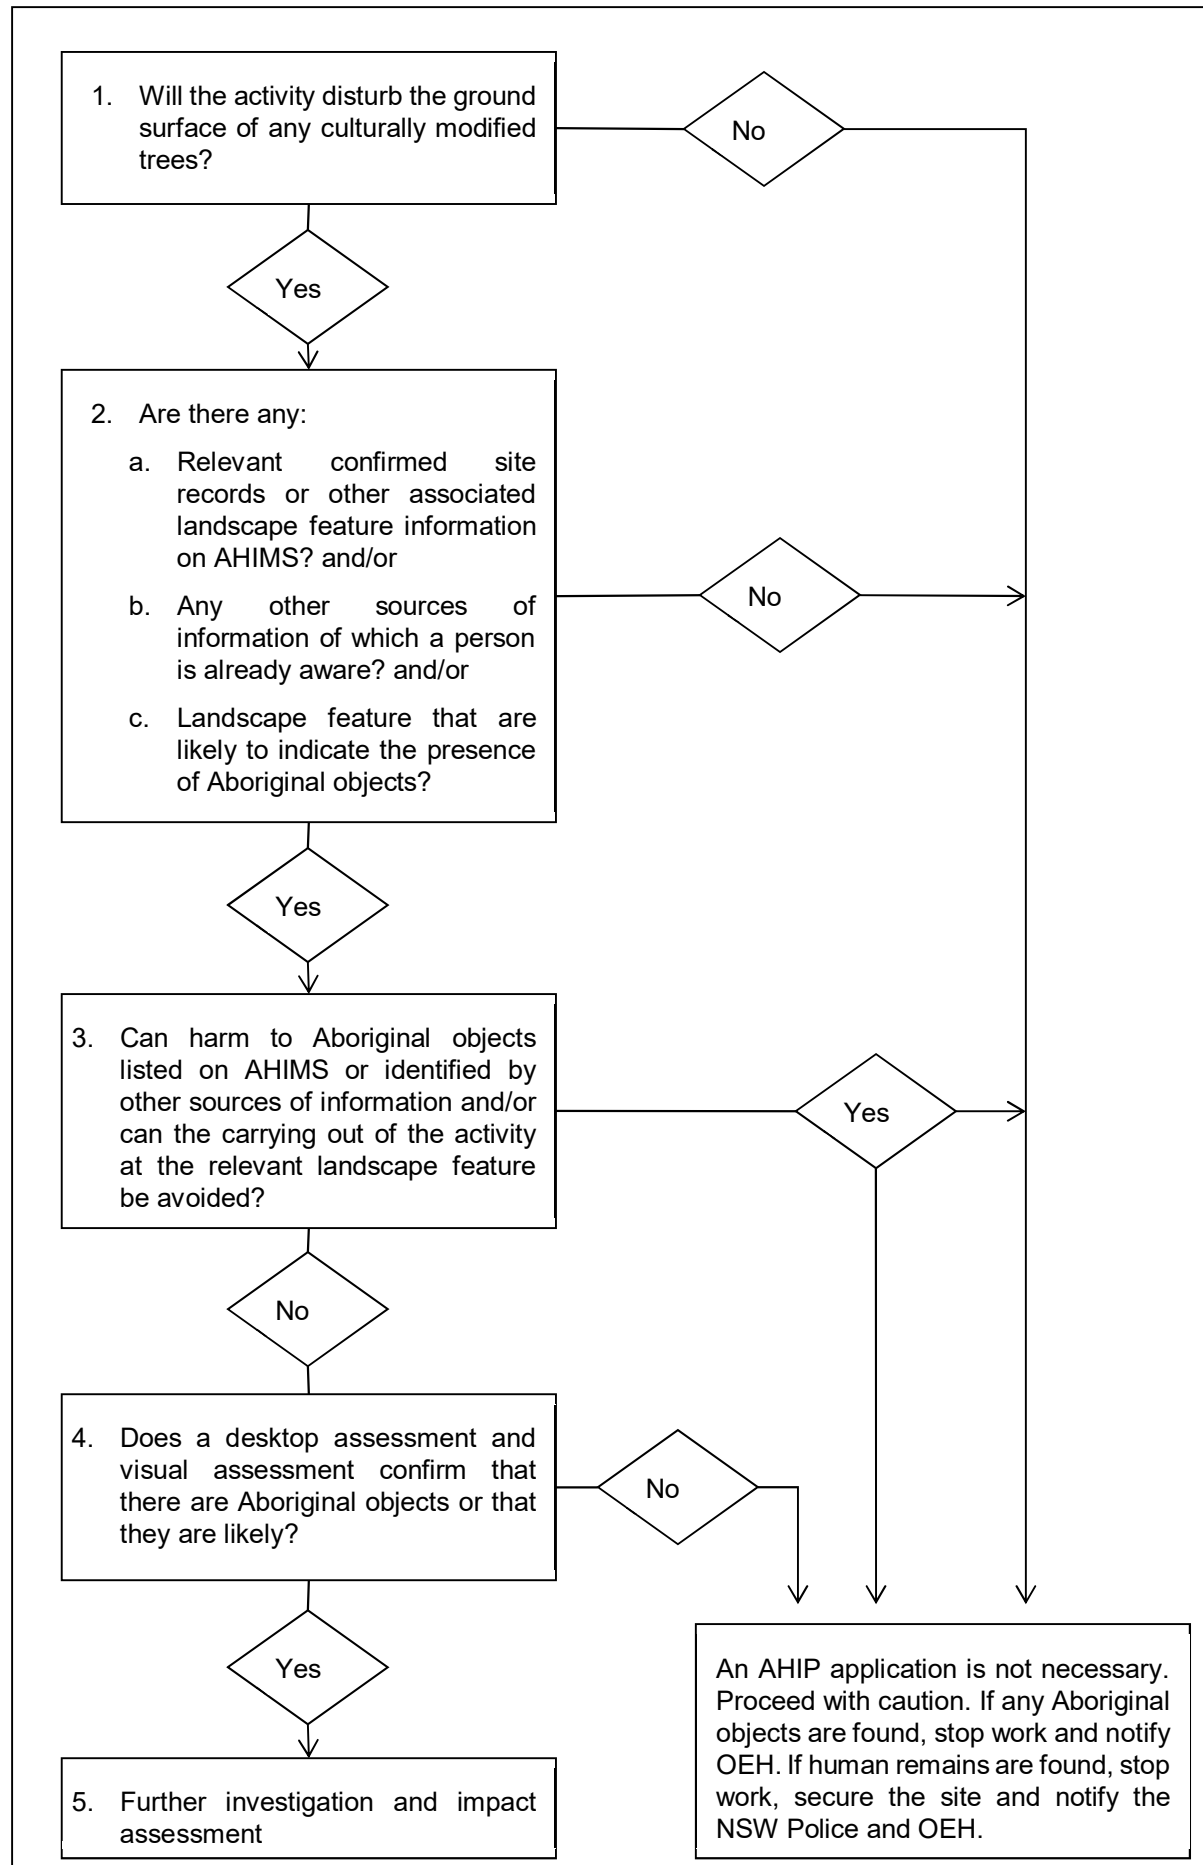 1. Will the activity disturb the ground
surface of any culturally modified
trees?
No
Yes
2. Are there any:
a. Relevant confirmed site
records or other associated
landscape feature information
on AHIMS? and/or
b. Any other sources of
information of which a person
is already aware? and/or
c. Landscape feature that are
likely to indicate the presence
of Aboriginal objects?
No
Yes
3. Can harm to Aboriginal objects
listed on AHIMS or identified by
other sources of information and/or
can the carrying out of the activity
at the relevant landscape feature
be avoided?
Yes
No
4. Does a desktop assessment and
visual assessment confirm that
there are Aboriginal objects or that
they are likely?
No
Yes
5. Further investigation and impact
assessment
An AHIP application is not necessary.
Proceed with caution. If any Aboriginal
objects are found, stop work and notify
OEH. If human remains are found, stop
work, secure the site and notify the
NSW Police and OEH.